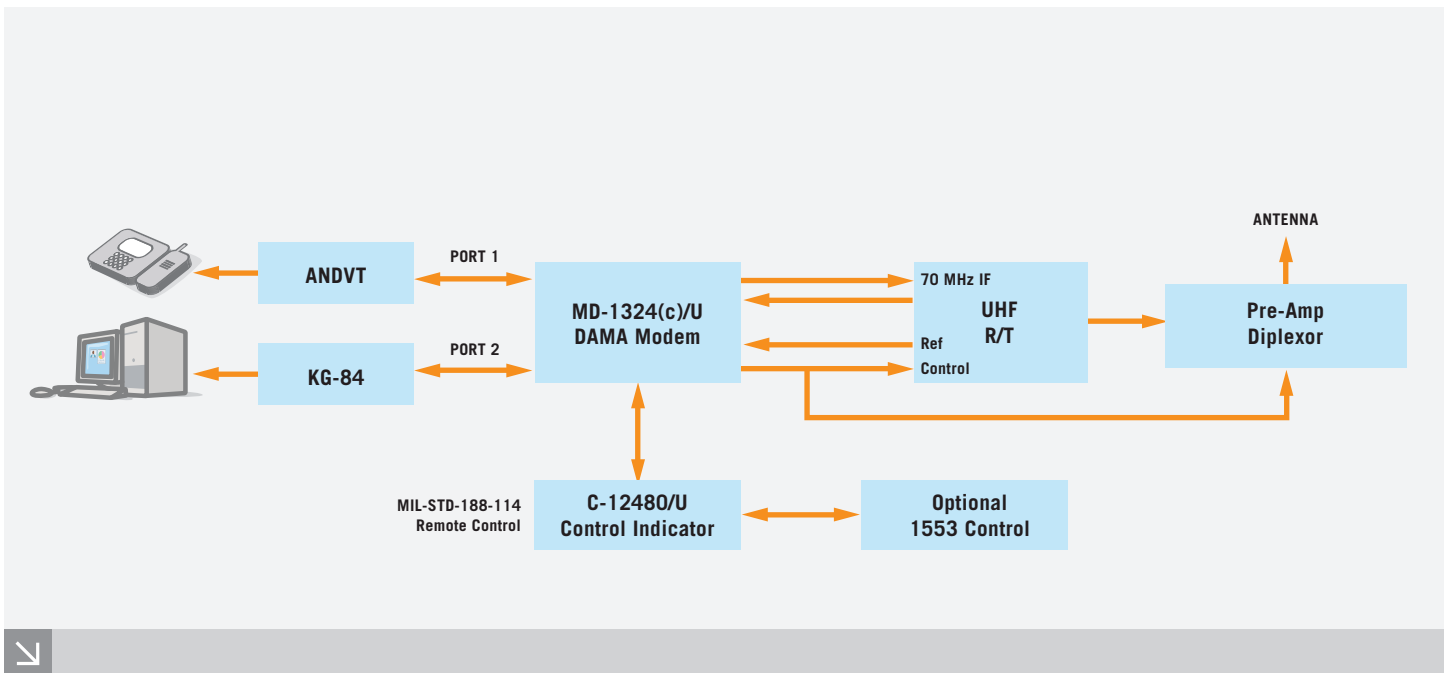 ANTENNA
PORT 1
ANDVT
70 MHz IF
MD-1324(c)/U
DAMA Modem
UHF
R/T
Pre-Amp
Diplexor
Ref
PORT 2
Control
KG-84
MIL-STD-188-114
Remote Control
C-12480/U
Control Indicator
Optional
1553 Control